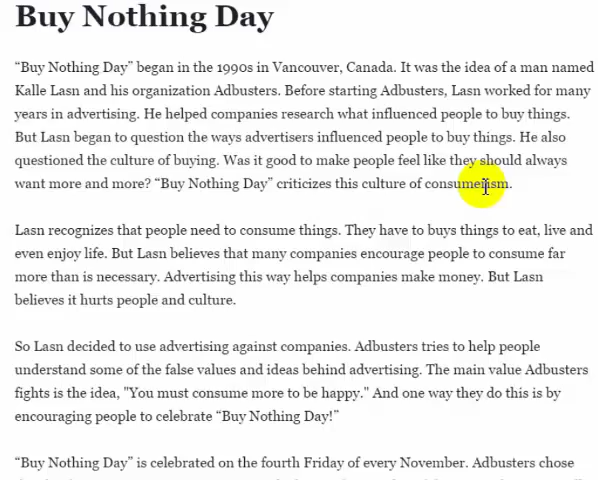 Buy Nothing Day
“Buy Nothing Day” began in the 1990s in Vancouver, Canada. It was the idea of a man named
Kalle Lasn and his organization Adbusters. Before starting Adbusters, Lasn worked for many
years in advertising. He helped companies research what influenced people to buy things.
But Lasn began to question the ways advertisers influenced people to buy things. He also
questioned the culture of buying. Was it good to make people feel like they should always
want more and more? “Buy Nothing Day” criticizes this culture of consumerism.
Lasn recognizes that people need to consume things. They have to buys things to eat, live and
even enjoy life. But Lasn believes that many companies encourage people to consume far
more than is necessary. Advertising this way helps companies make money. But Lasn
believes it hurts people and culture.
So Lasn decided to use advertising against companies. Adbusters tries to help people
understand some of the false values and ideas behind advertising. The main value Adbusters
fights is the idea, "You must consume more to be happy." And one way they do this is by
encouraging people to celebrate “Buy Nothing Day!”
“Buy Nothing Day” is celebrated on the fourth Friday of every November. Adbusters chose